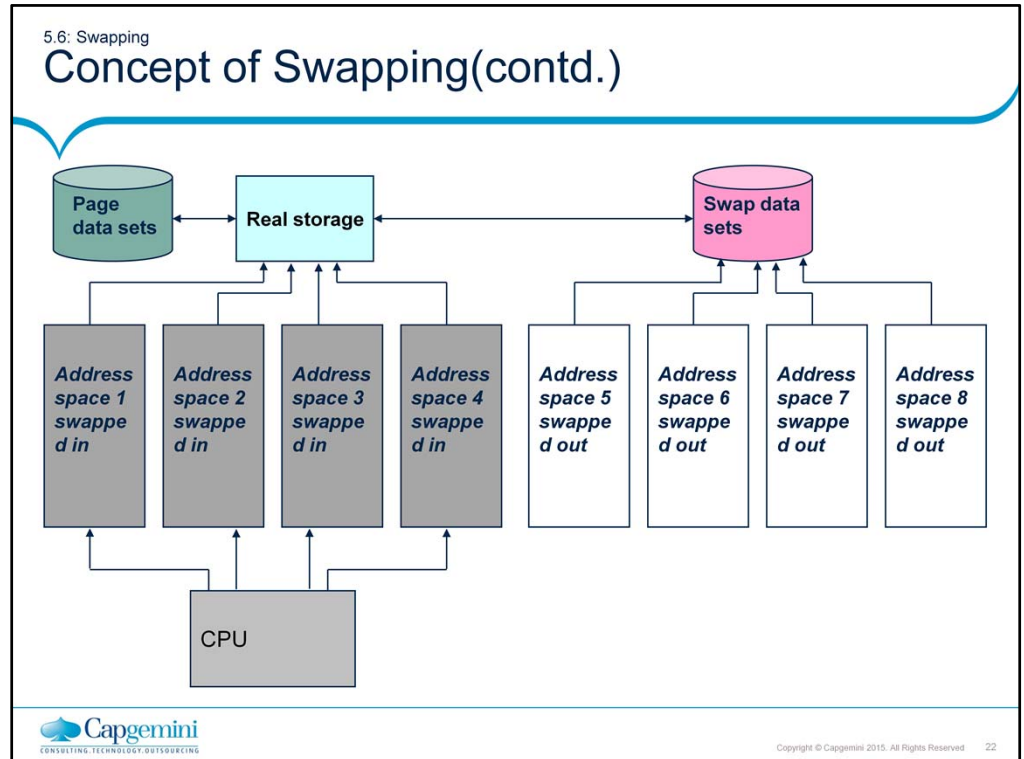 5.6: Swapping
Concept of Swapping(contd.)
Page
data sets
Real storage
Swap data
sets
Address
space 1
swappe
d in
Address
space 2
swappe
d in
Address
space 3
swappe
d in
Address
space 4
swappe
d in
Address
space 5
swappe
d out
Address
space 6
swappe
d out
Address
space 7
swappe
d out
Address
space 8
swappe
d out
CPU
Capgemini
CONSULTING.TECHNOLOGY.OUTSOURCING
Copyright © Capgemini 2015. All Rights Reserved 22